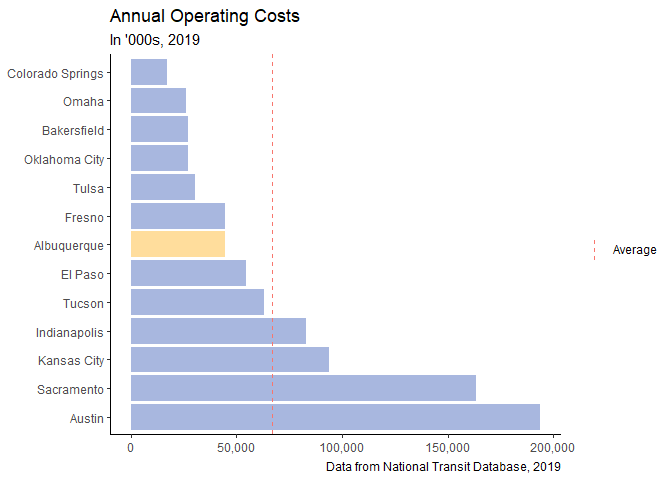 Annual Operating Costs
In '000s, 2019
Colorado Springs
Omaha
Bakersfield
Oklahoma City
Tulsa
Fresno
Albuquerque
El Paso
Tucson
Indianapolis
Kansas City
Sacramento
Austin
Average
0 50,000 100,000 150,000 200,000
Data from National Transit Database, 2019